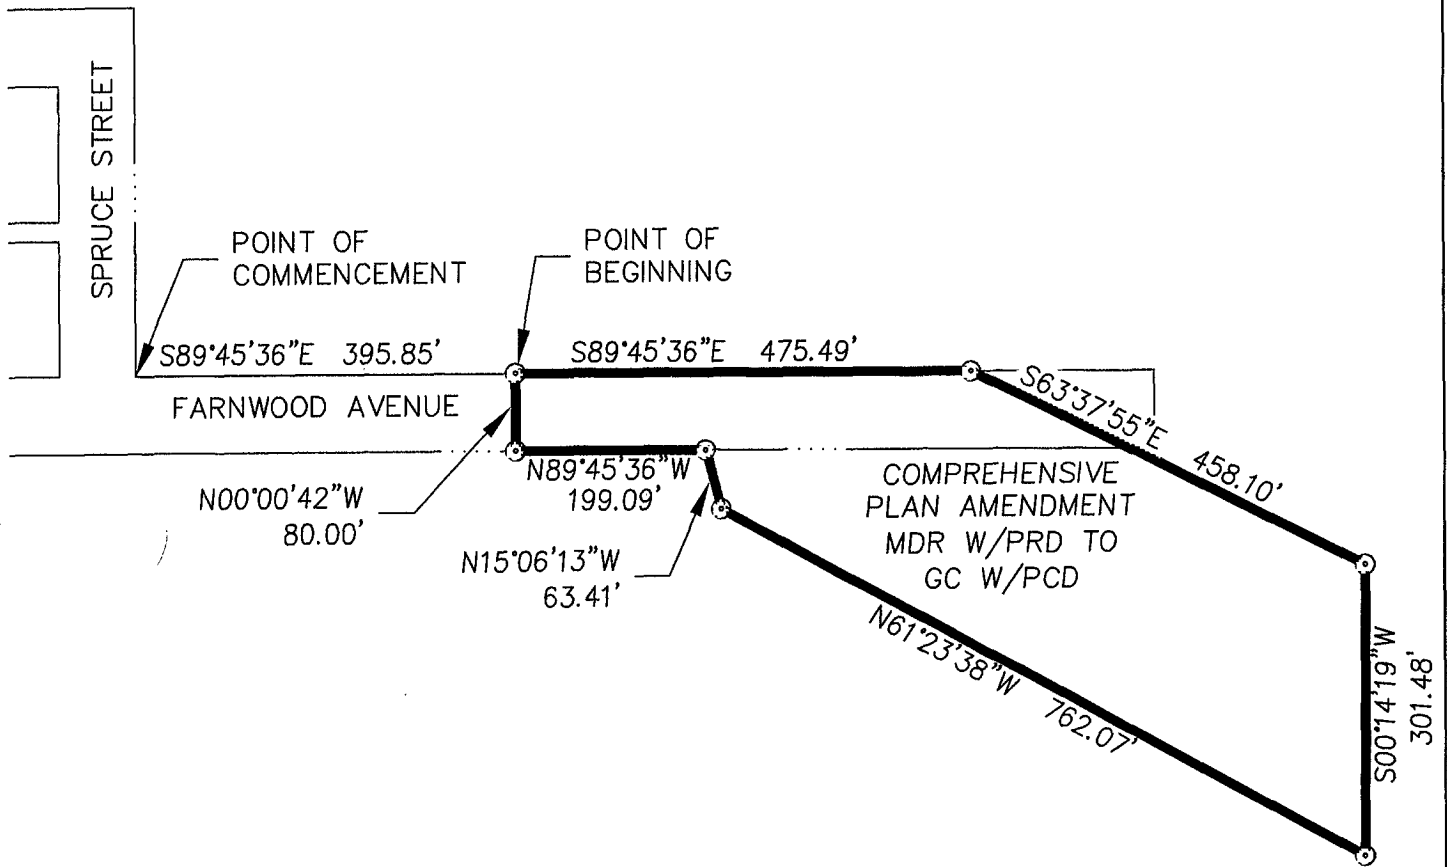 SPRUCE STREET
POINT OF
COMMENCEMENT
POINT OF
BEGINNING
S89°45'36"E 395.85'
S89°45'36"E 475.49'
S63°37'55"E 458.10'
FARNWOOD AVENUE
N00°00'42"W
80.00'
N89°45'36"W
199.09'
COMPREHENSIVE
PLAN AMENDMENT
MDR W/PRD TO
GC W/PCD
N15°06'13"W
63.41'
N61°23'38"W 762.07'
S00°14'19"W
301.48'